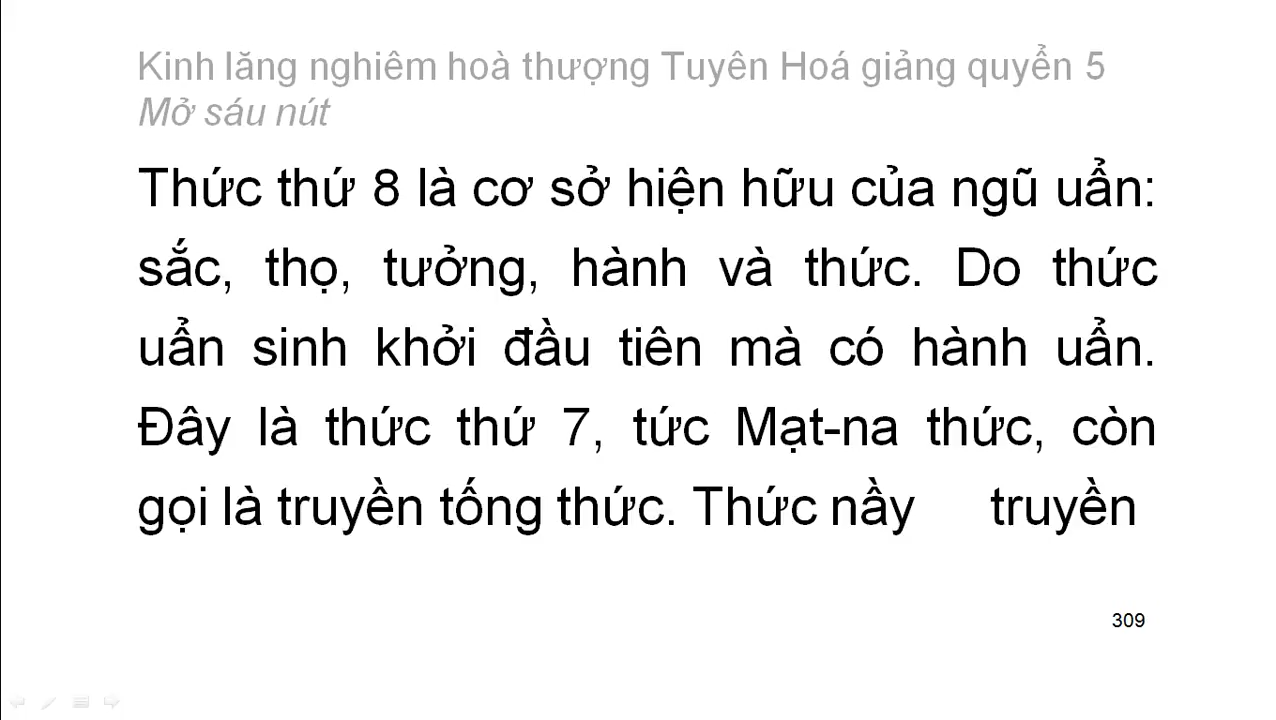 Kinh lăng nghiêm hoà thượng Tuyên Hoá giảng quyển 5
Mở sáu nút
Thức thứ 8 là cơ sở hiện hữu của ngũ uẩn:
sắc, thọ, tưởng, hành và thức. Do thức
uẩn sinh khởi đầu tiên mà có hành uẩn.
Đây là thức thứ 7, tức Mạt-na thức, còn
gọi là truyền tống thức. Thức nầy truyền
309